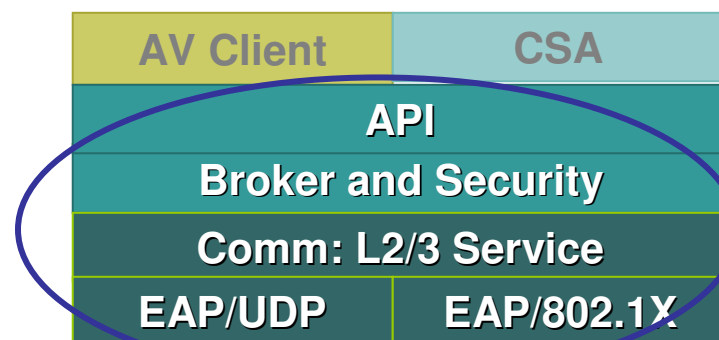 AV Client CSA
API
Broker and Security
Comm: L2/3 Service
EAP/UDP EAP/802.1X